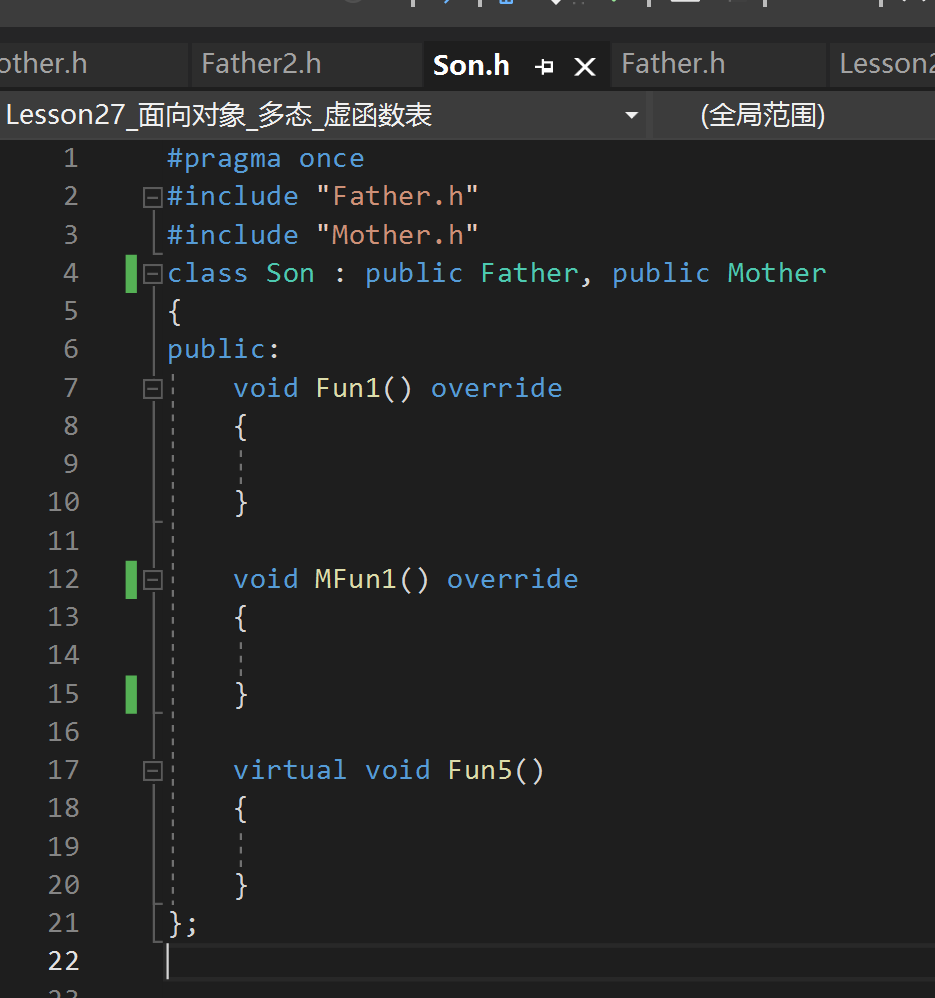 other.h Father2.h Son.h Father.h Lesson2
Lesson27_面向对象_多态_虚函数表 (全局范围)
1 #pragma once
2 #include "Father.h"
3 #include "Mother.h"
4 class Son : public Father, public Mother
5 {
6 public:
7 void Fun1() override
8 {
9
10 }
11
12 void MFun1() override
13 {
14
15 }
16
17 virtual void Fun5()
18 {
19
20 }
21 };
22
23